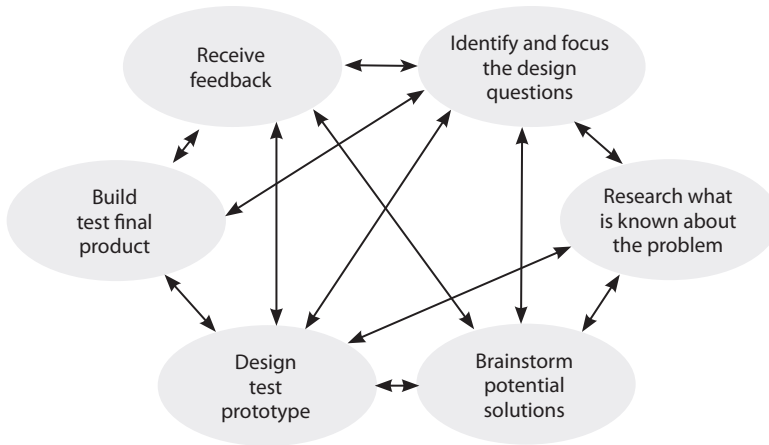 Receive
feedback
Identify and focus
the design
questions
Build
test final
product
Research what
is known about
the problem
Design
test
prototype
Brainstorm
potential
solutions